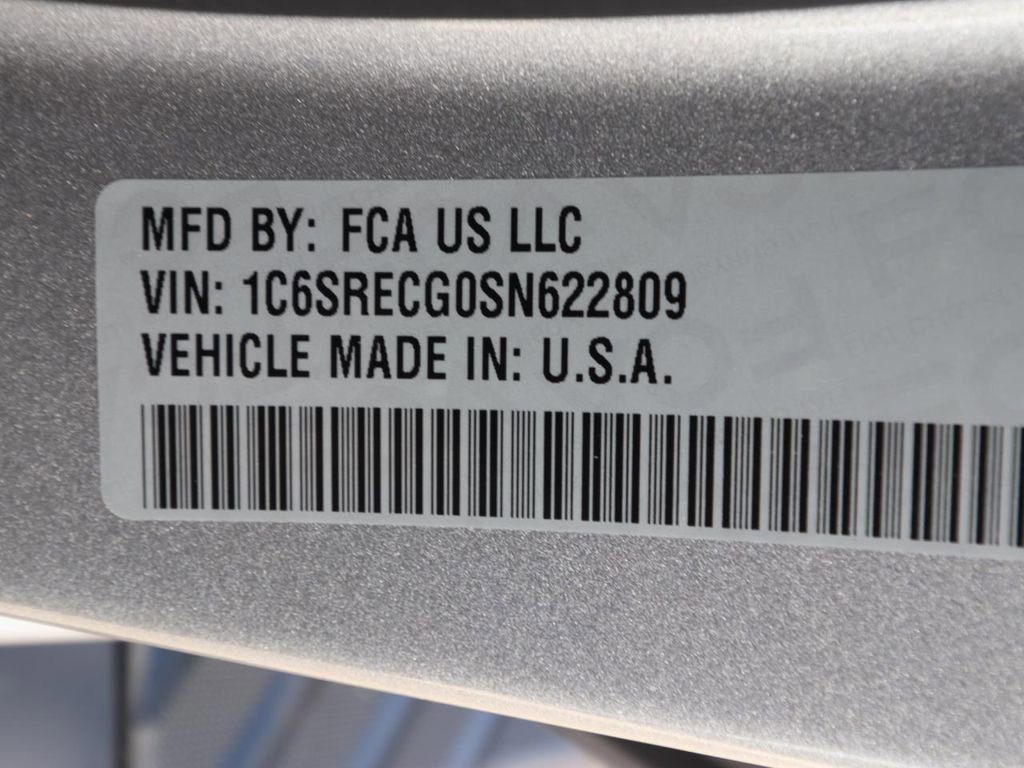 MFD BY: FCA US LLC
VIN: 1C6SRECG0SN622809
VEHICLE MADE IN: U.S.A.